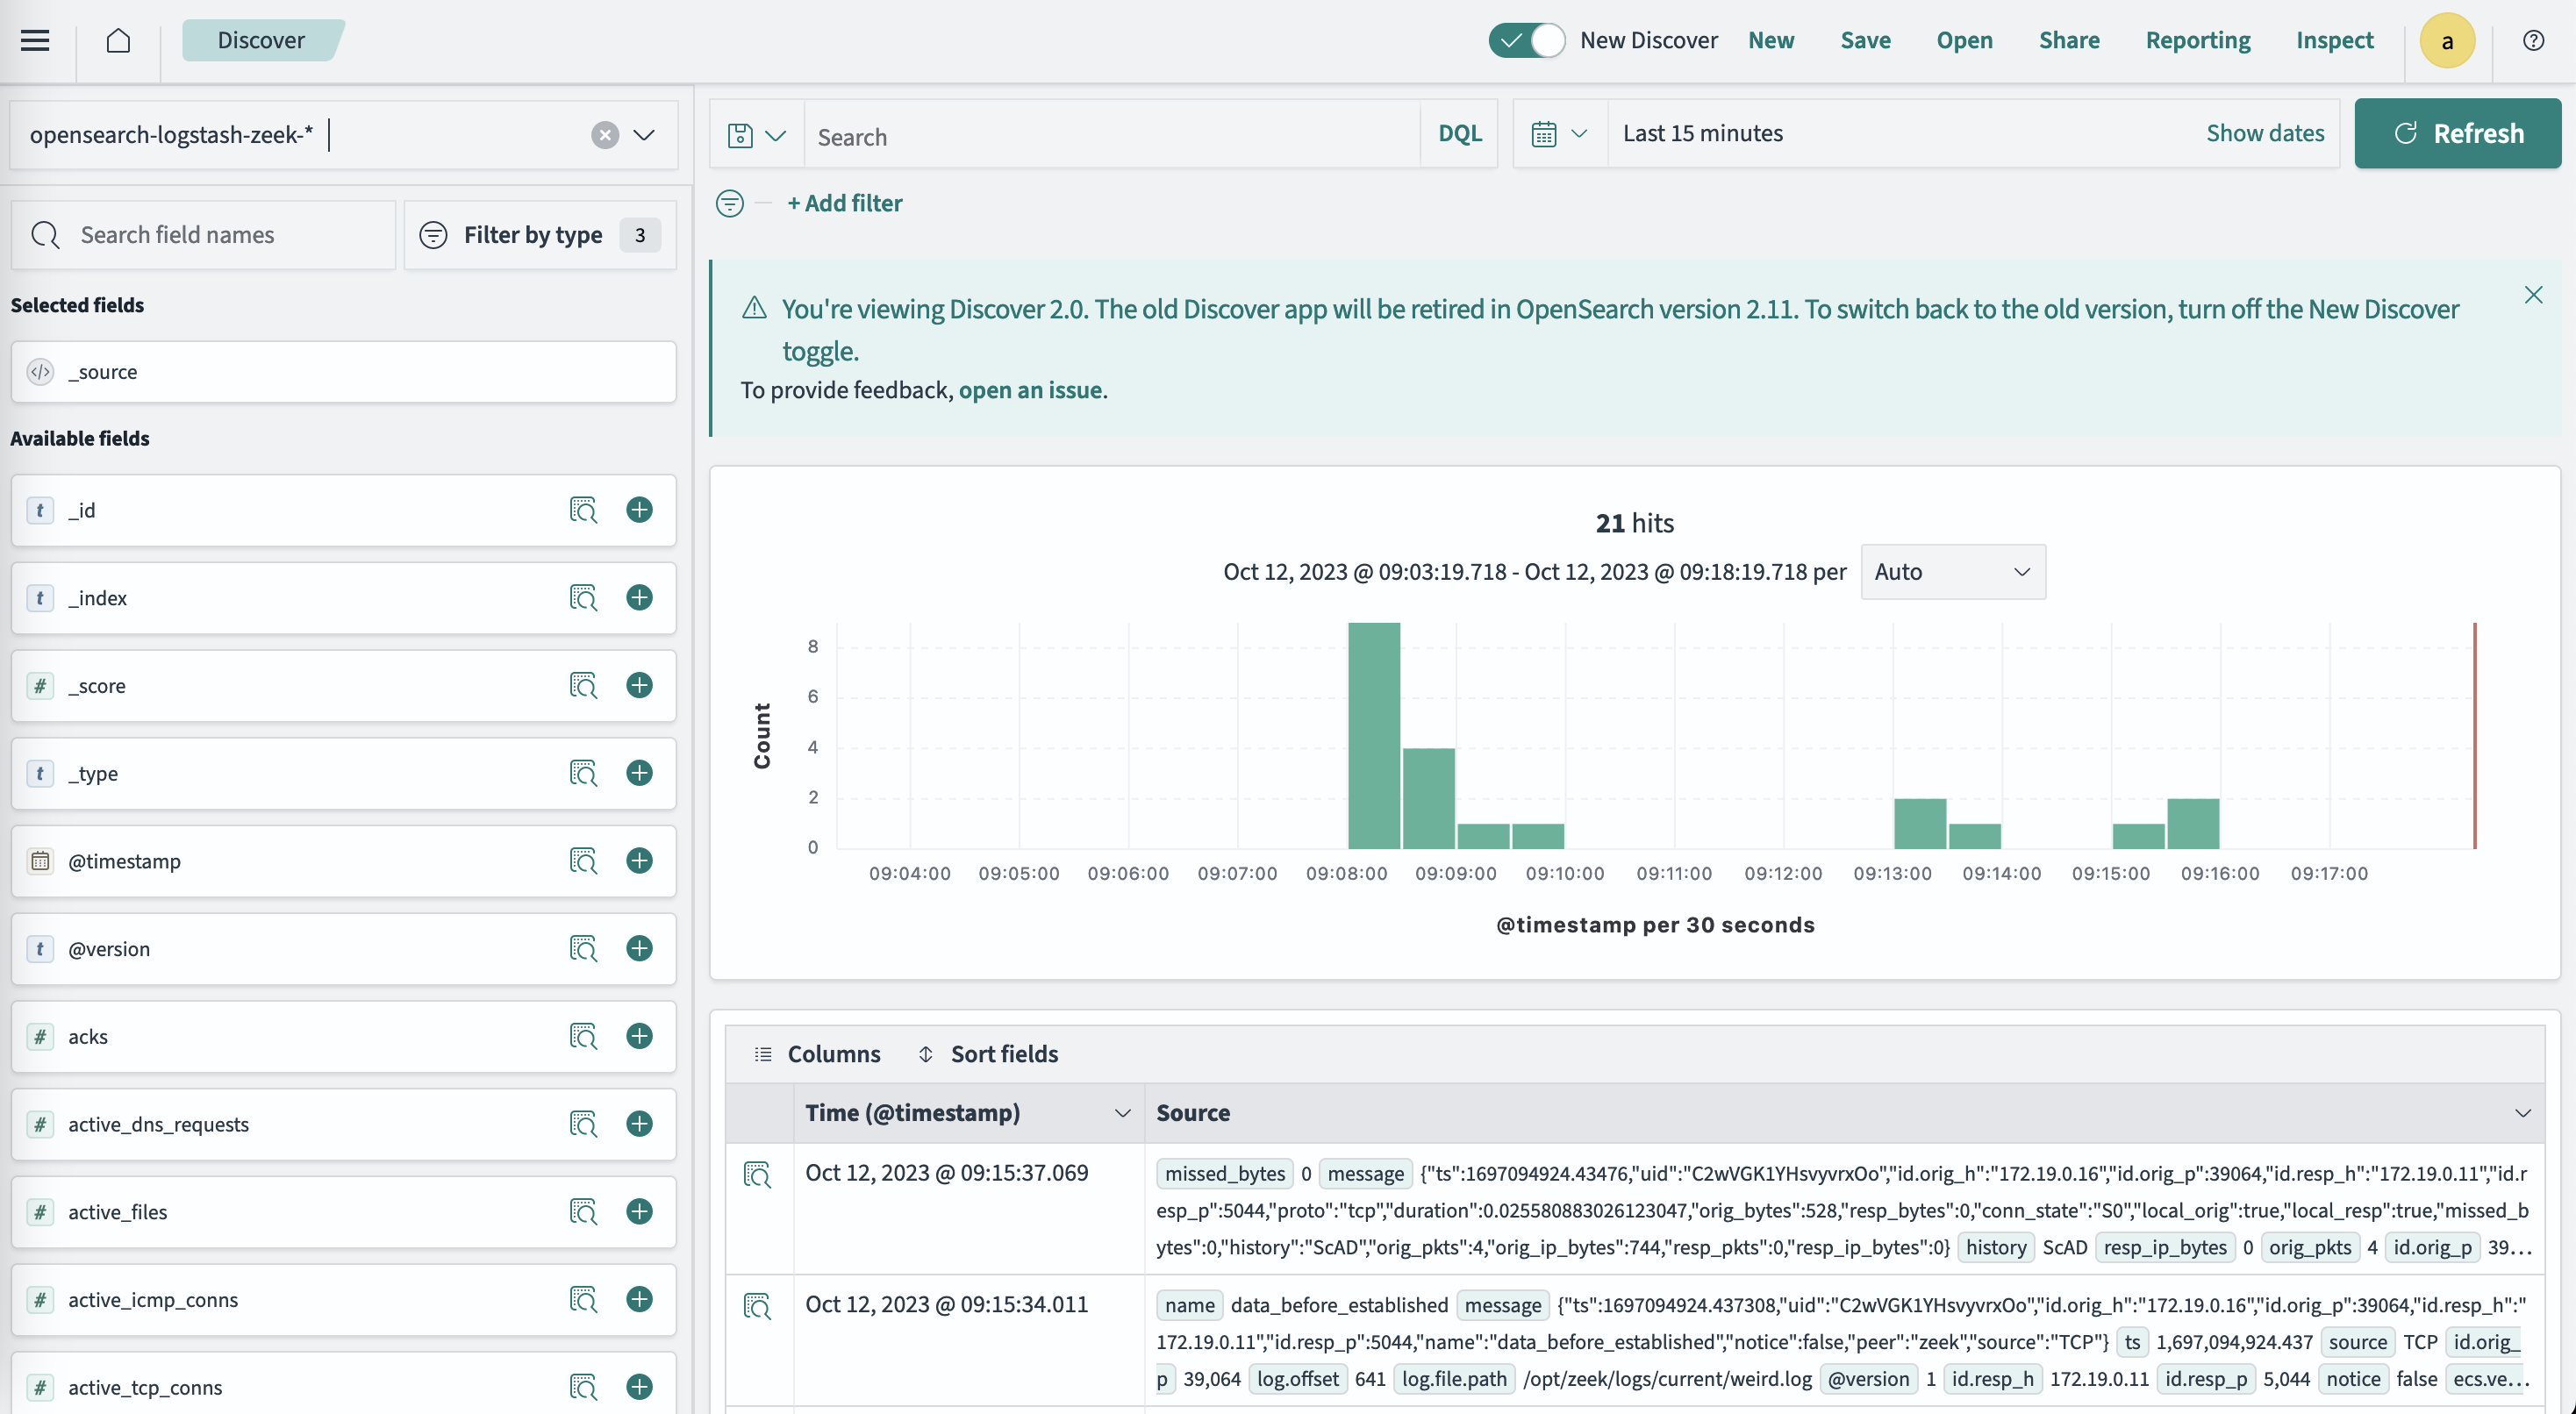 Discover
New Discover New Save Open Share Reporting Inspect a
opensearch-logstash-zeek-*
Search DQL
Last 15 minutes Show dates
Refresh
+ Add filter
Search field names
Filter by type 3
Selected fields
</> _source
Available fields
t _id
t _index
# _score
t _type
@timestamp
t @version
# acks
# active_dns_requests
# active_files
# active_icmp_conns
# active_tcp_conns
You're viewing Discover 2.0. The old Discover app will be retired in OpenSearch version 2.11. To switch back to the old version, turn off the New Discover
toggle.
To provide feedback, open an issue.
21 hits
Oct 12, 2023 @ 09:03:19.718 - Oct 12, 2023 @ 09:18:19.718 per Auto
Count
8
6
4
2
0
09:04:00 09:05:00 09:06:00 09:07:00 09:08:00 09:09:00 09:10:00 09:11:00 09:12:00 09:13:00 09:14:00 09:15:00 09:16:00 09:17:00
@timestamp per 30 seconds
Columns Sort fields
Time (@timestamp) Source
Oct 12, 2023 @ 09:15:37.069
missed_bytes 0 message {"ts":1697094924.43476,"uid":"C2wVGK1YHsvyvrxOo","id.orig_h":"172.19.0.16","id.orig_p":39064,"id.resp_h":"172.19.0.11","id.r
esp_p":5044,"proto":"tcp","duration":0.025580883026123047,"orig_bytes":528,"resp_bytes":0,"conn_state":"S0","local_orig":true,"local_resp":true,"missed_b
ytes":0,"history":"ScAD","orig_pkts":4,"orig_ip_bytes":744,"resp_pkts":0,"resp_ip_bytes":0} history ScAD resp_ip_bytes 0 orig_pkts 4 id.orig_p 39…
Oct 12, 2023 @ 09:15:34.011
name data_before_established message {"ts":1697094924.437308,"uid":"C2wVGK1YHsvyvrxOo","id.orig_h":"172.19.0.16","id.orig_p":39064,"id.resp_h":"
172.19.0.11","id.resp_p":5044,"name":"data_before_established","notice":false,"peer":"zeek","source":"TCP"} ts 1,697,094,924.437 source TCP id.orig_
p 39,064 log.offset 641 log.file.path /opt/zeek/logs/current/weird.log @version 1 id.resp_h 172.19.0.11 id.resp_p 5,044 notice false ecs.ve…